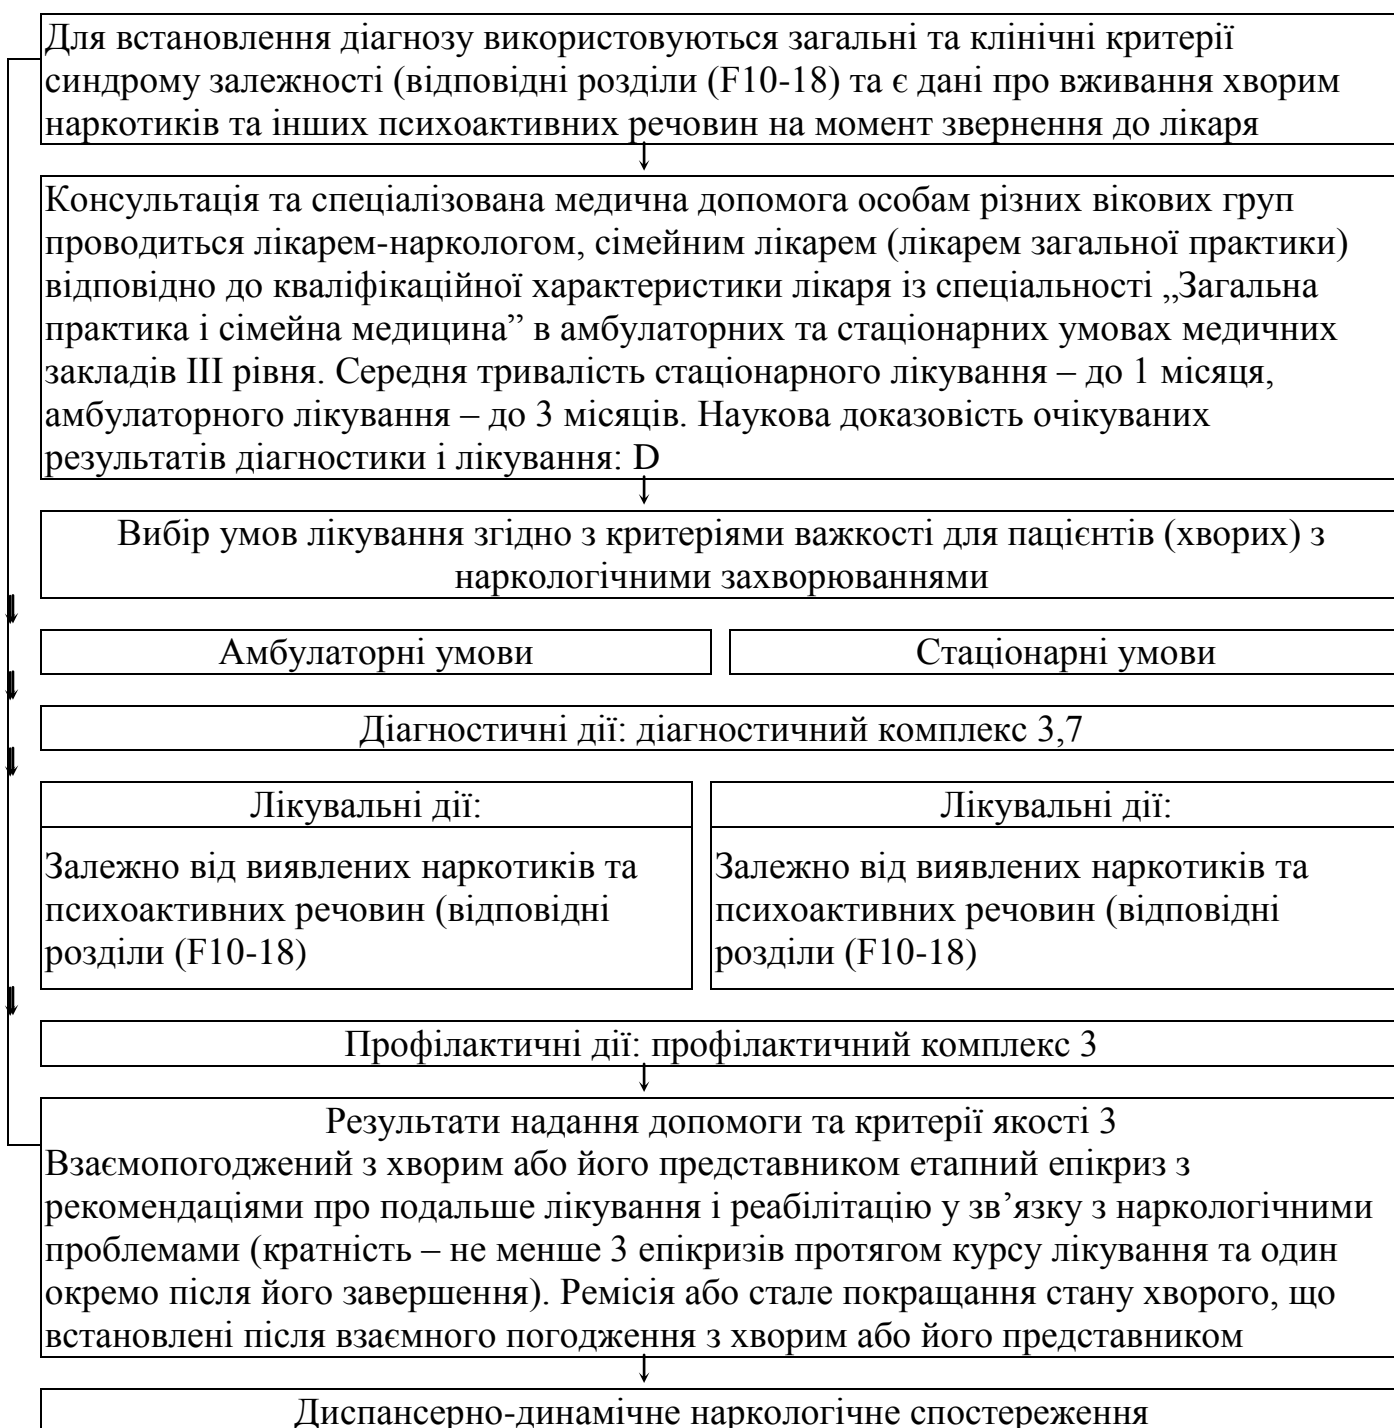 Для встановлення діагнозу використовуються загальні та клінічні критерії
синдрому залежності (відповідні розділи (F10-18) та є дані про вживання хворим
наркотиків та інших психоактивних речовин на момент звернення до лікаря
Консультація та спеціалізована медична допомога особам різних вікових груп
проводиться лікарем-наркологом, сімейним лікарем (лікарем загальної практики)
відповідно до кваліфікаційної характеристики лікаря із спеціальності „Загальна
практика і сімейна медицина” в амбулаторних та стаціонарних умовах медичних
закладів III рівня. Середня тривалість стаціонарного лікування – до 1 місяця,
амбулаторного лікування – до 3 місяців. Наукова доказовість очікуваних
результатів діагностики і лікування: D
Вибір умов лікування згідно з критеріями важкості для пацієнтів (хворих) з
наркологічними захворюваннями
Амбулаторні умови
Стаціонарні умови
Діагностичні дії: діагностичний комплекс 3,7
Лікувальні дії:
Залежно від виявлених наркотиків та
психоактивних речовин (відповідні
розділи (F10-18)
Лікувальні дії:
Залежно від виявлених наркотиків та
психоактивних речовин (відповідні
розділи (F10-18)
Профілактичні дії: профілактичний комплекс 3
Результати надання допомоги та критерії якості 3
Взаємопогоджений з хворим або його представником етапний епікриз з
рекомендаціями про подальше лікування і реабілітацію у зв’язку з наркологічними
проблемами (кратність – не менше 3 епікризів протягом курсу лікування та один
окремо після його завершення). Ремісія або стале покращання стану хворого, що
встановлені після взаємного погодження з хворим або його представником
Диспансерно-динамічне наркологічне спостереження